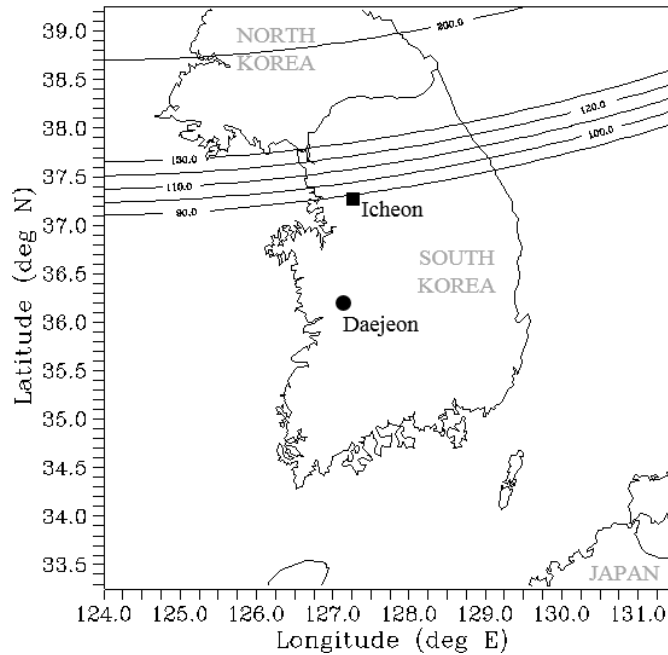 39.0
38.5
38.0
37.5
37.0
36.5
36.0
35.5
35.0
34.5
34.0
33.5
Latitude (deg N)
NORTH
KOREA
200.0
130.0
120.0
110.0
100.0
90.0
Icheon
SOUTH
KOREA
Daejeon
JAPAN
124.0 125.0 126.0 127.0 128.0 129.0 130.0 131.0
Longitude (deg E)